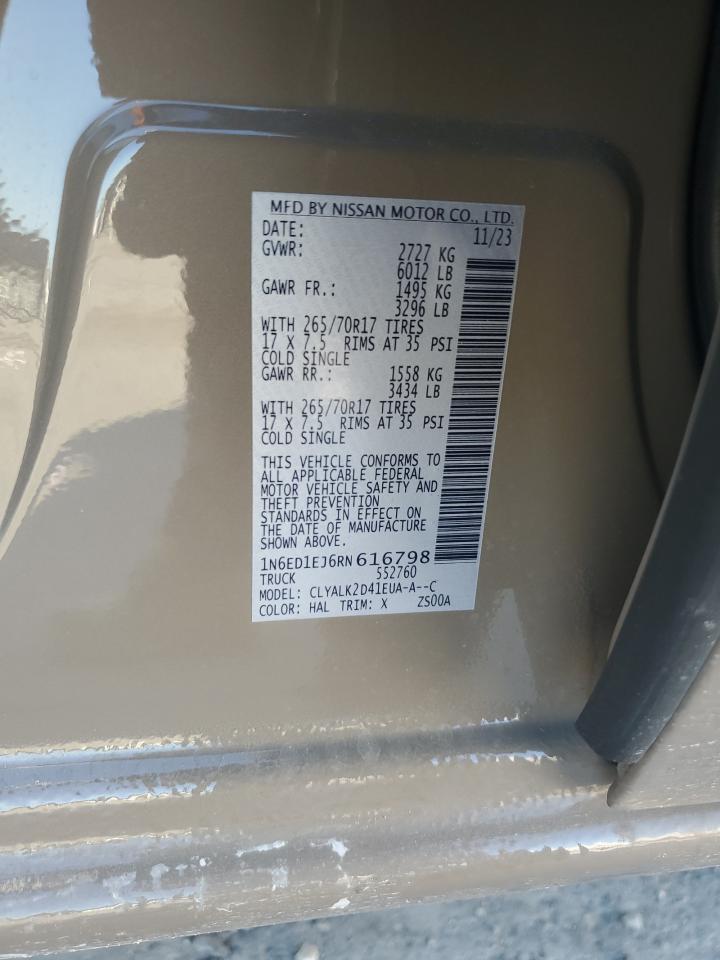 MFD BY NISSAN MOTOR CO., LTD.
DATE: 11/23
GVWR: 2727 KG
6012 LB
GAWR FR.: 1495 KG
3296 LB
WITH 265/70R17 TIRES
17 X 7.5 RIMS AT 35 PSI
COLD SINGLE
GAWR RR.: 1558 KG
3434 LB
WITH 265/70R17 TIRES
17 X 7.5 RIMS AT 35 PSI
COLD SINGLE
THIS VEHICLE CONFORMS TO
ALL APPLICABLE FEDERAL
MOTOR VEHICLE SAFETY AND
THEFT PREVENTION
STANDARDS IN EFFECT ON
THE DATE OF MANUFACTURE
SHOWN ABOVE.
1N6ED1EJ6RN616798
TRUCK 552760
MODEL: CLYALK2D41EUA-A--C
COLOR: HAL TRIM: X ZS00A